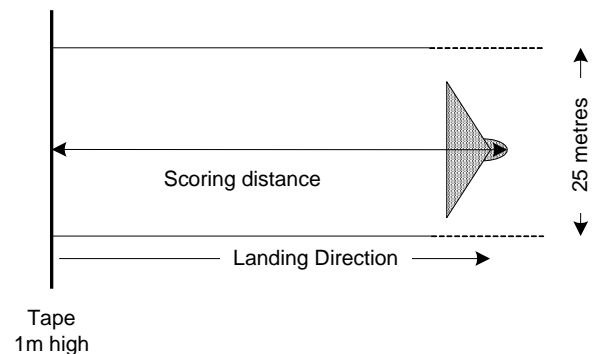 Scoring distance
25 metres
Landing Direction
Tape
1m high